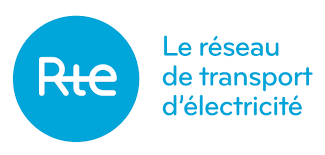 Rte
Le réseau
de transport
d'électricité